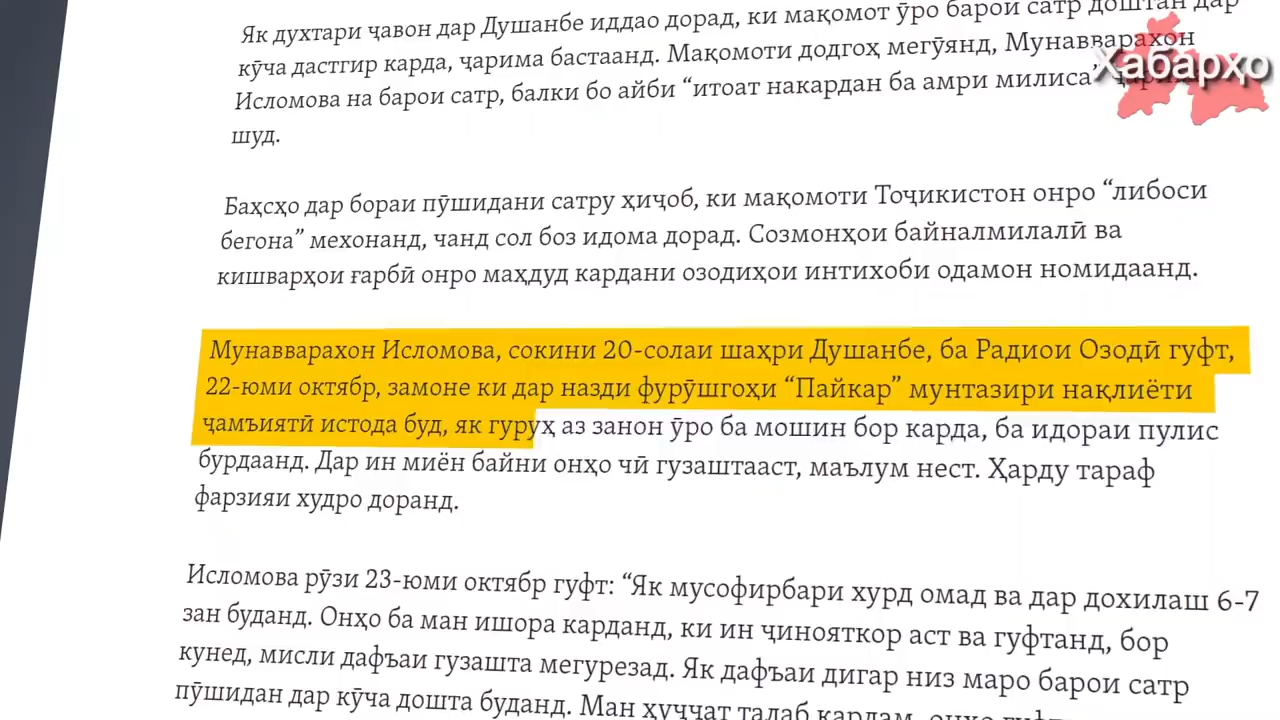 Як духтари ҷавон дар Душанбе иддао дорад, ки мақомот ӯро барои сатр доштан дар
кӯча дастгир карда, ҷарима бастаанд. Мақомоти додгоҳ мегӯянд, Мунавварахон
Исломова на барои сатр, балки бо айби “итоат накардан ба амри милиса”
шуд.
Хабарҳо
Баҳсҳо дар бораи пӯшидани сатру ҳиҷоб, ки мақомоти Тоҷикистон онро “либоси
бегона” мехонанд, чанд сол боз идома дорад. Созмонҳои байналмилалӣ ва
кишварҳои ғарбӣ онро маҳдуд кардани озодиҳои интихоби одамон номидаанд.
Мунавварахон Исломова, сокини 20-солаи шаҳри Душанбе, ба Радиои Озодӣ гуфт,
22-юми октябр, замоне ки дар назди фурӯшгоҳи “Пайкар” мунтазири нақлиёти
ҷамъиятӣ истода буд, як гуруҳ аз занон ӯро ба мошин бор карда, ба идораи пулис
бурдаанд. Дар ин миён байни онҳо чӣ гузаштааст, маълум нест. Ҳарду тараф
фарзияи худро доранд.
Исломова рӯзи 23-юми октябр гуфт: “Як мусофирбари хурд омад ва дар дохилаш 6-7
зан буданд. Онҳо ба ман ишора карданд, ки ин ҷинояткор аст ва гуфтанд, бор
кунед, мисли дафъаи гузашта мегурезад. Як дафъаи дигар низ маро барои сатр
пӯшидан дар кӯча дошта буданд. Ман ҳуҷҷат талаб кардам, онҳо